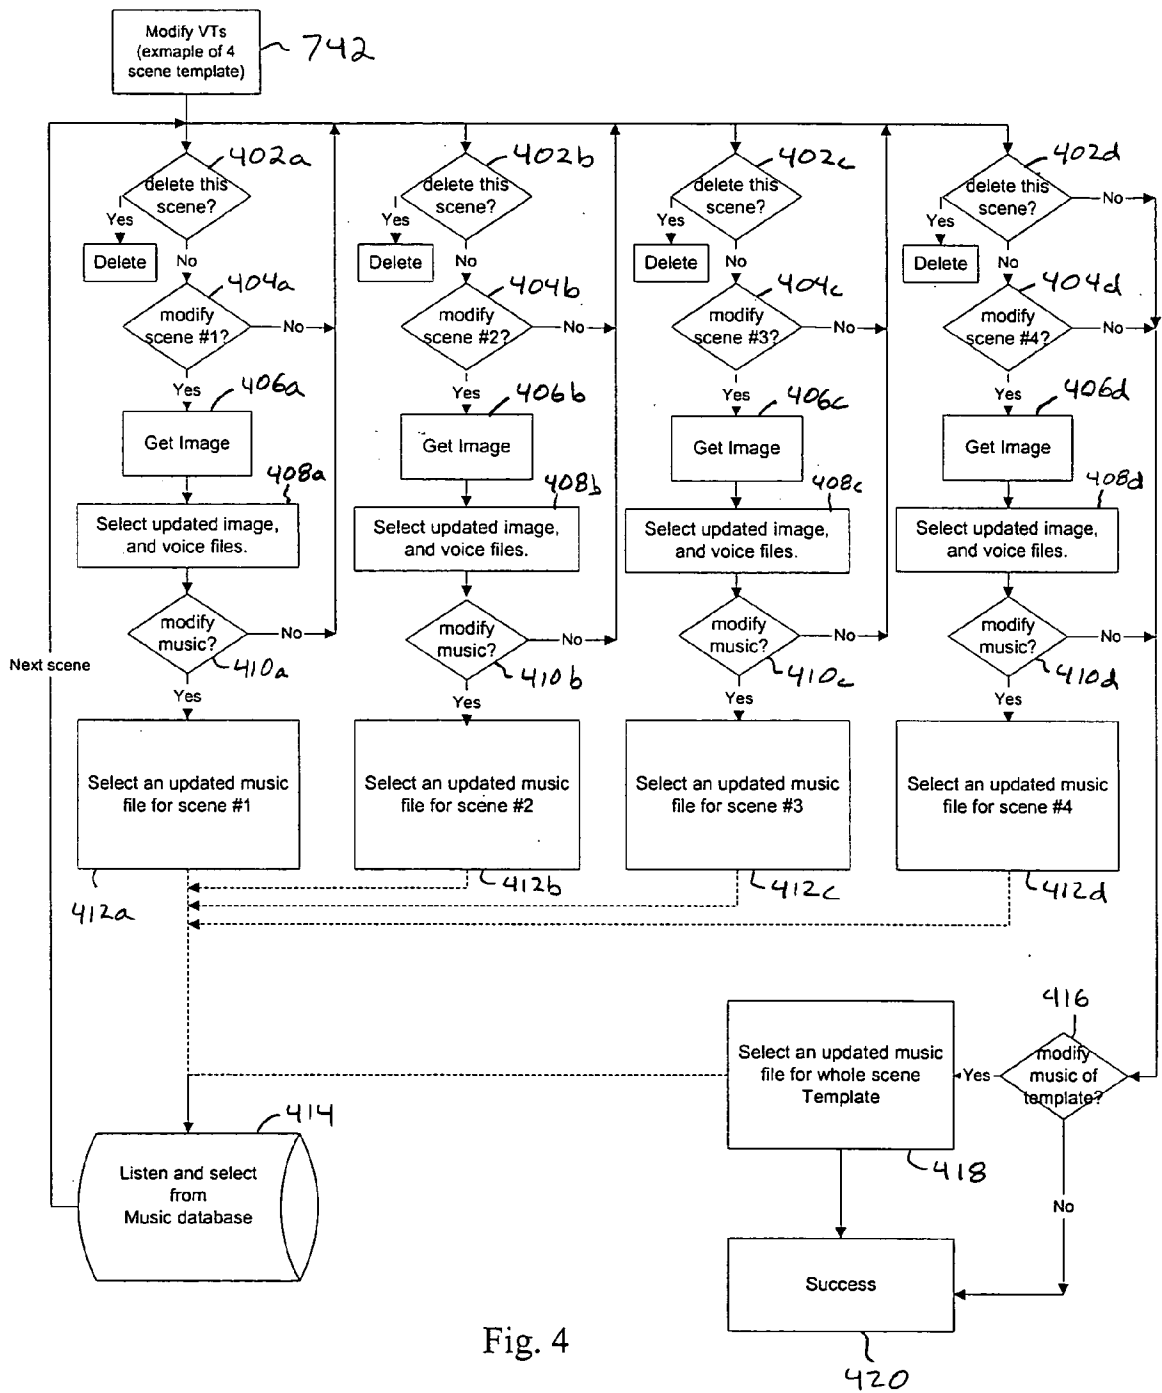 Modify VTs
(exmaple of 4
scene template)
742
402a
402b
402c
402d
delete this
scene?
delete this
scene?
delete this
scene?
delete this
scene?
No
Yes
Yes
Yes
Yes
Delete
No
Delete
No
Delete
No
Delete
No
404a
404b
404c
404d
modify
scene #1?
No
modify
scene #2?
No
modify
scene #3?
No
modify
scene #4?
No
Yes
406a
Yes
406b
Yes
406c
Yes
406d
Get Image
Get Image
Get Image
Get Image
408a
408b
408c
408d
Select updated image,
and voice files.
Select updated image,
and voice files.
Select updated image,
and voice files.
Select updated image,
and voice files.
modify
music?
No
modify
music?
No
modify
music?
No
modify
music?
No
Next scene
410a
410b
410c
410d
Yes
Yes
Yes
Yes
Select an updated music
file for scene #1
Select an updated music
file for scene #2
Select an updated music
file for scene #3
Select an updated music
file for scene #4
412a
412b
412c
412d
416
Select an updated music
file for whole scene
Template
Yes
modify
music of
template?
414
418
Listen and select
from
Music database
No
Success
Fig. 4
420